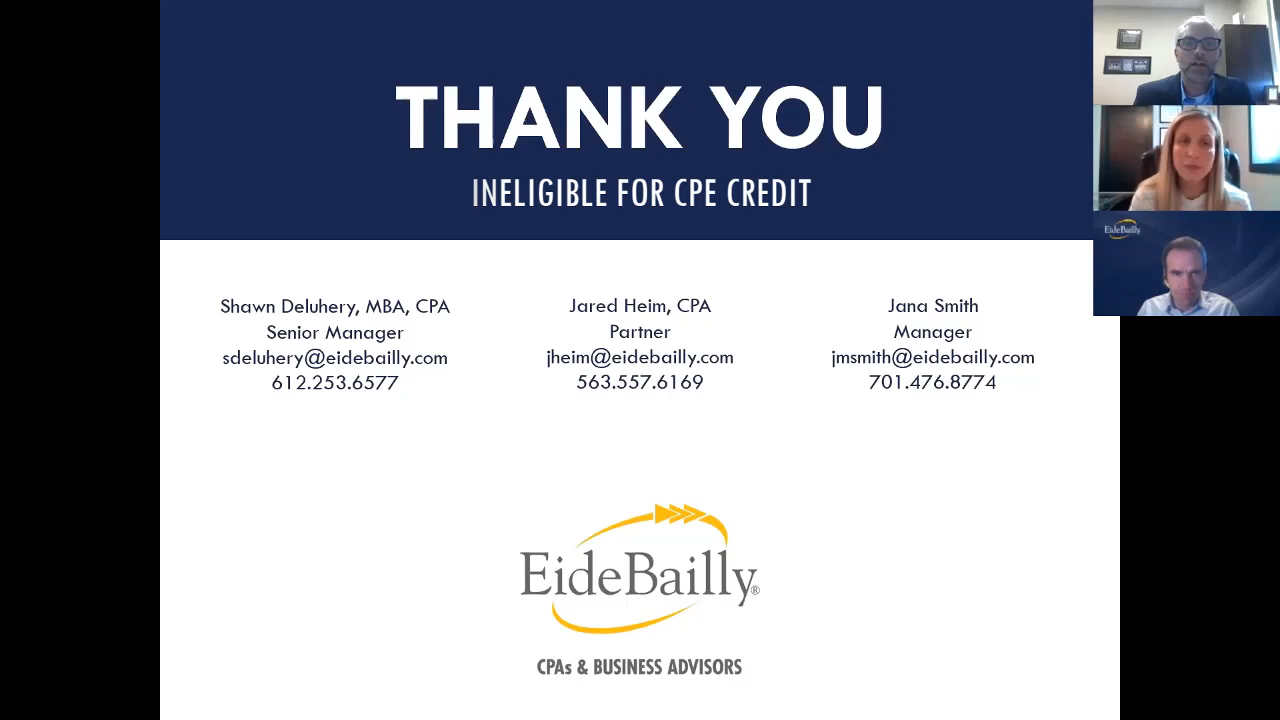 THANK YOU
INELIGIBLE FOR CPE CREDIT
Shawn Deluhery, MBA, CPA
Senior Manager
sdeluhery@eidebailly.com
612.253.6577
Jared Heim, CPA
Partner
jheim@eidebailly.com
563.557.6169
Jana Smith
Manager
jmsmith@eidebailly.com
701.476.8774
EideBailly®
CPAs & BUSINESS ADVISORS
EideBailly